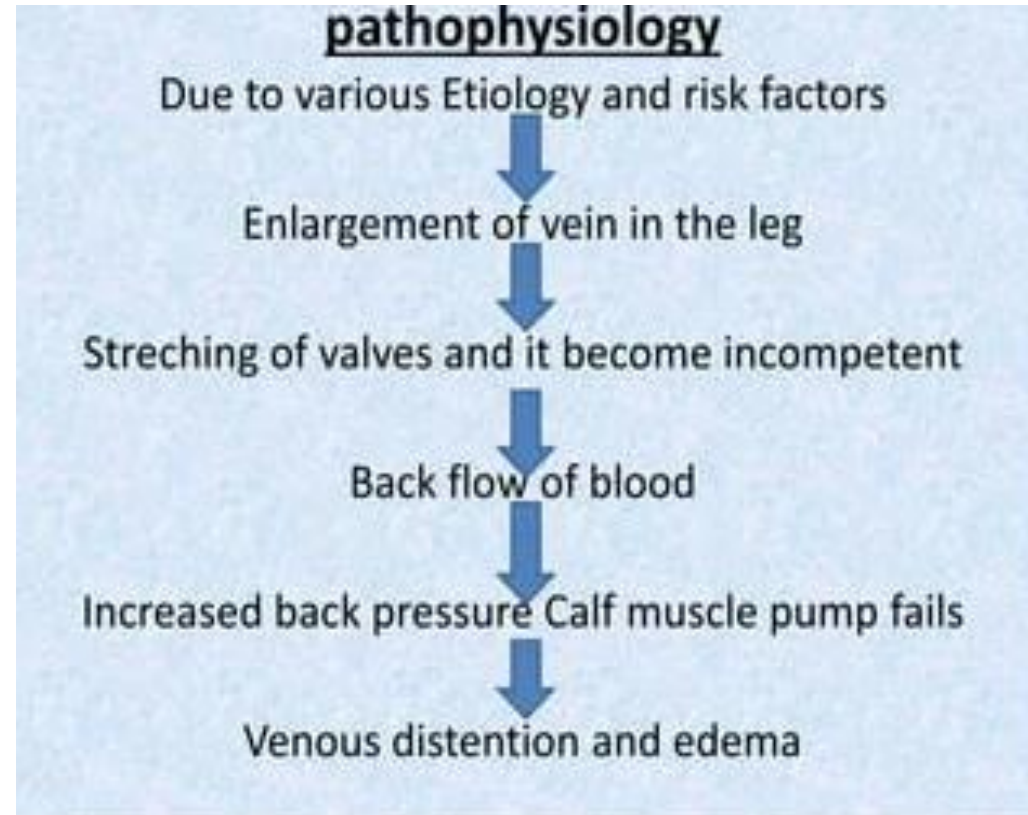 pathophysiology
Due to various Etiology and risk factors
Enlargement of vein in the leg
Streching of valves and it become incompetent
Back flow of blood
Increased back pressure Calf muscle pump fails
Venous distention and edema